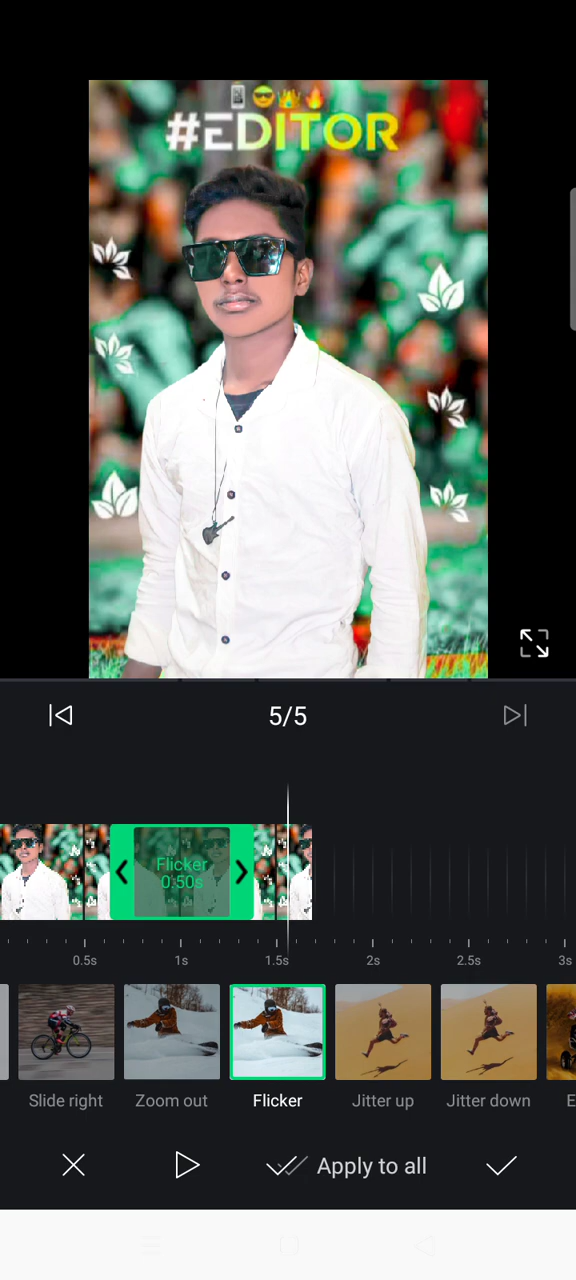 #EDITOR
5/5
Flicker
0.50s
0.5s 1s 1.5s 2s 2.5s 3s
Slide right Zoom out Flicker Jitter up Jitter down E
Apply to all